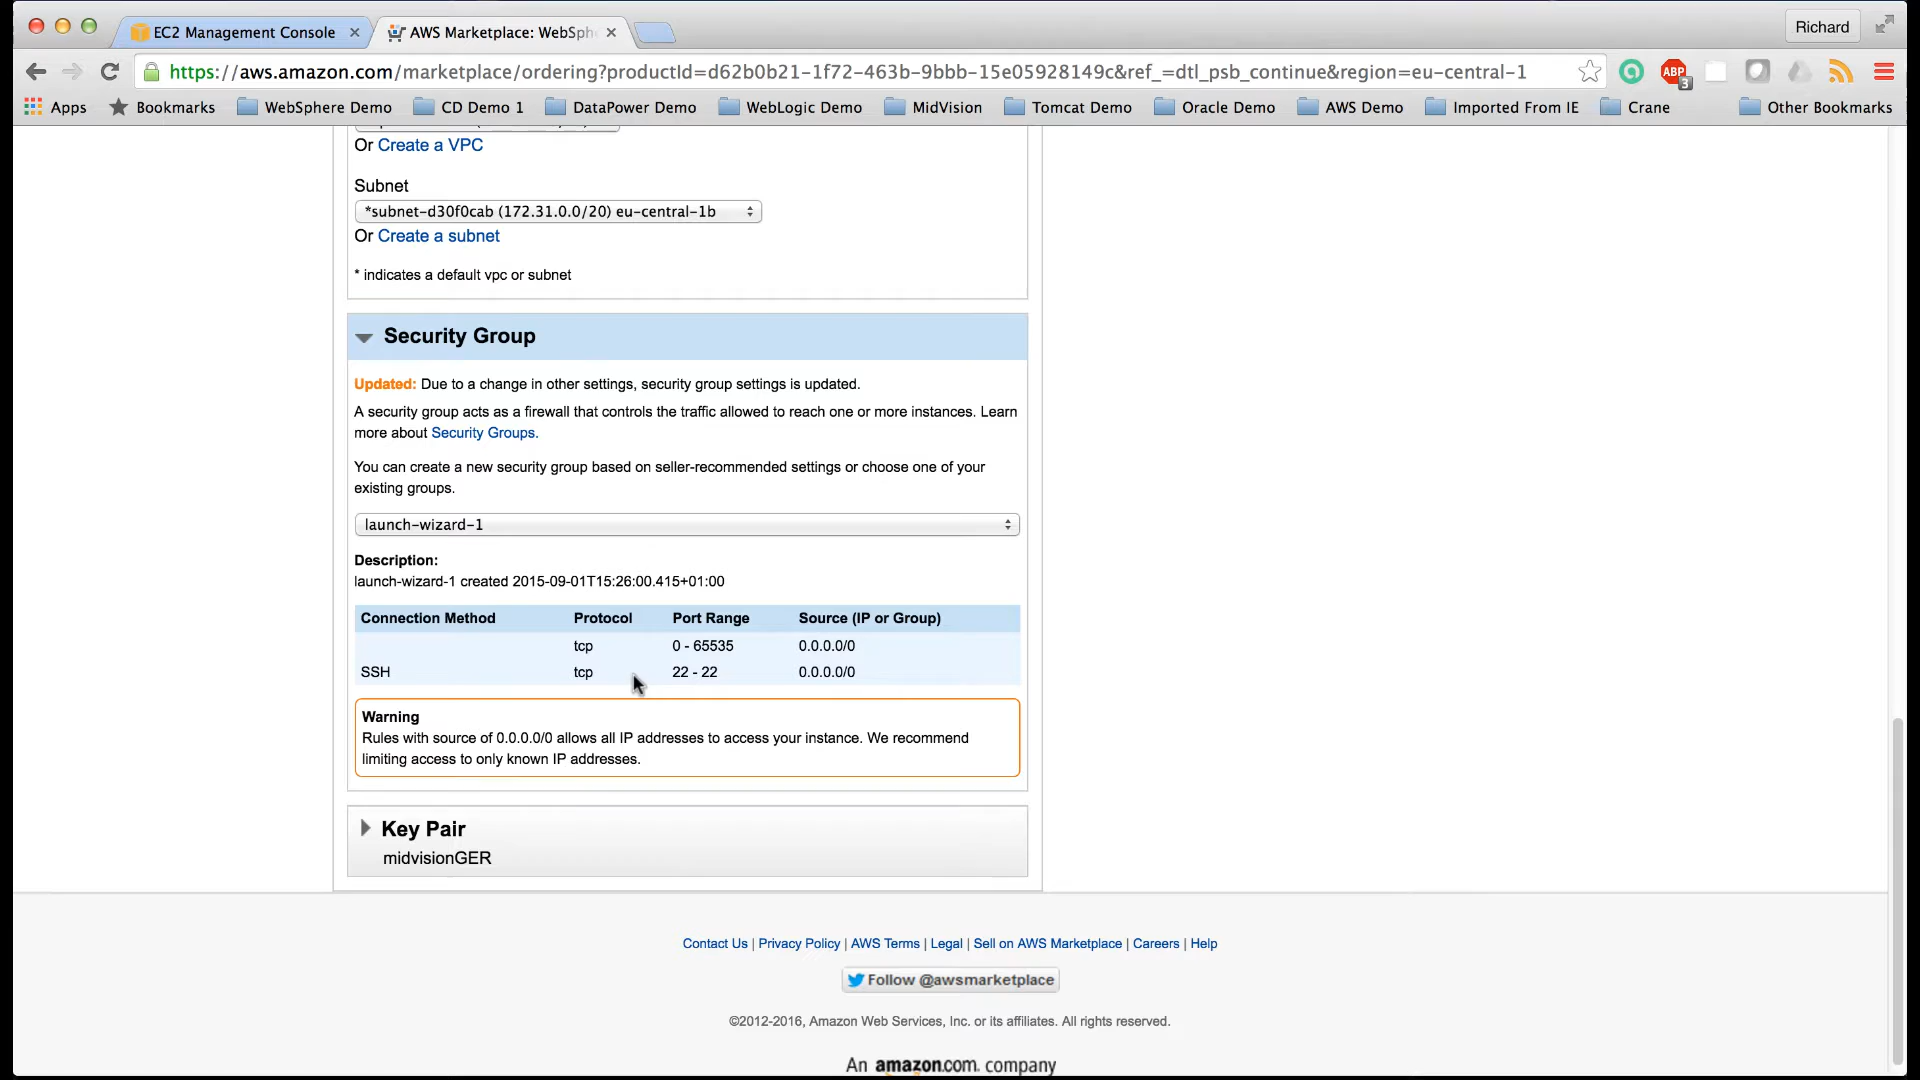 EC2 Management Console
AWS Marketplace: WebSph
Richard
https://aws.amazon.com/marketplace/ordering?productId=d62b0b21-1f72-463b-9bbb-15e05928149c&ref_=dtl_psb_continue&region=eu-central-1
ABP
3
Apps
Bookmarks
WebSphere Demo
CD Demo 1
DataPower Demo
WebLogic Demo
MidVision
Tomcat Demo
Oracle Demo
AWS Demo
Imported From IE
Crane
Other Bookmarks
Or Create a VPC
Subnet
*subnet-d30f0cab (172.31.0.0/20) eu-central-1b
Or Create a subnet
* indicates a default vpc or subnet
Security Group
Updated: Due to a change in other settings, security group settings is updated.
A security group acts as a firewall that controls the traffic allowed to reach one or more instances. Learn
more about Security Groups.
You can create a new security group based on seller-recommended settings or choose one of your
existing groups.
launch-wizard-1
Description:
launch-wizard-1 created 2015-09-01T15:26:00.415+01:00
Connection Method Protocol Port Range Source (IP or Group)
tcp 0 - 65535 0.0.0.0/0
SSH tcp 22 - 22 0.0.0.0/0
Warning
Rules with source of 0.0.0.0/0 allows all IP addresses to access your instance. We recommend
limiting access to only known IP addresses.
Key Pair
midvisionGER
Contact Us | Privacy Policy | AWS Terms | Legal | Sell on AWS Marketplace | Careers | Help
Follow @awsmarketplace
©2012-2016, Amazon Web Services, Inc. or its affiliates. All rights reserved.
An amazon.com. company